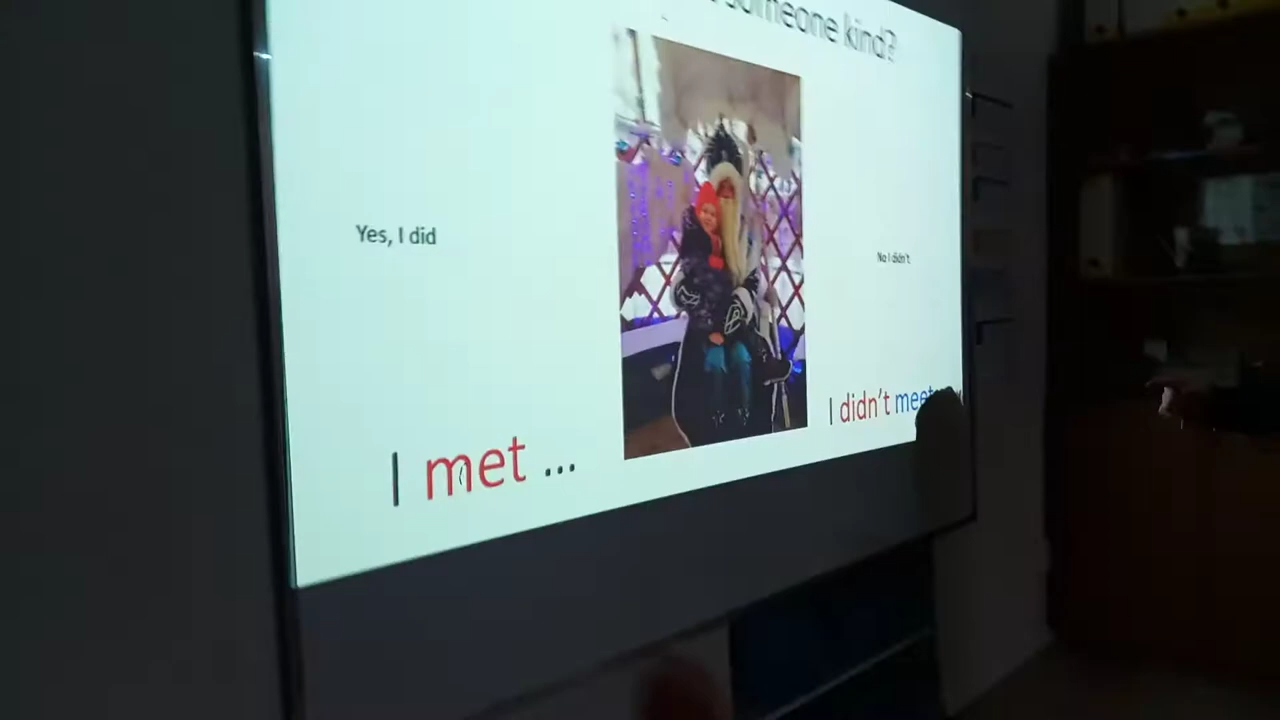 someone kind?
Yes, I did
No I didn't
I met ...
I didn't meet